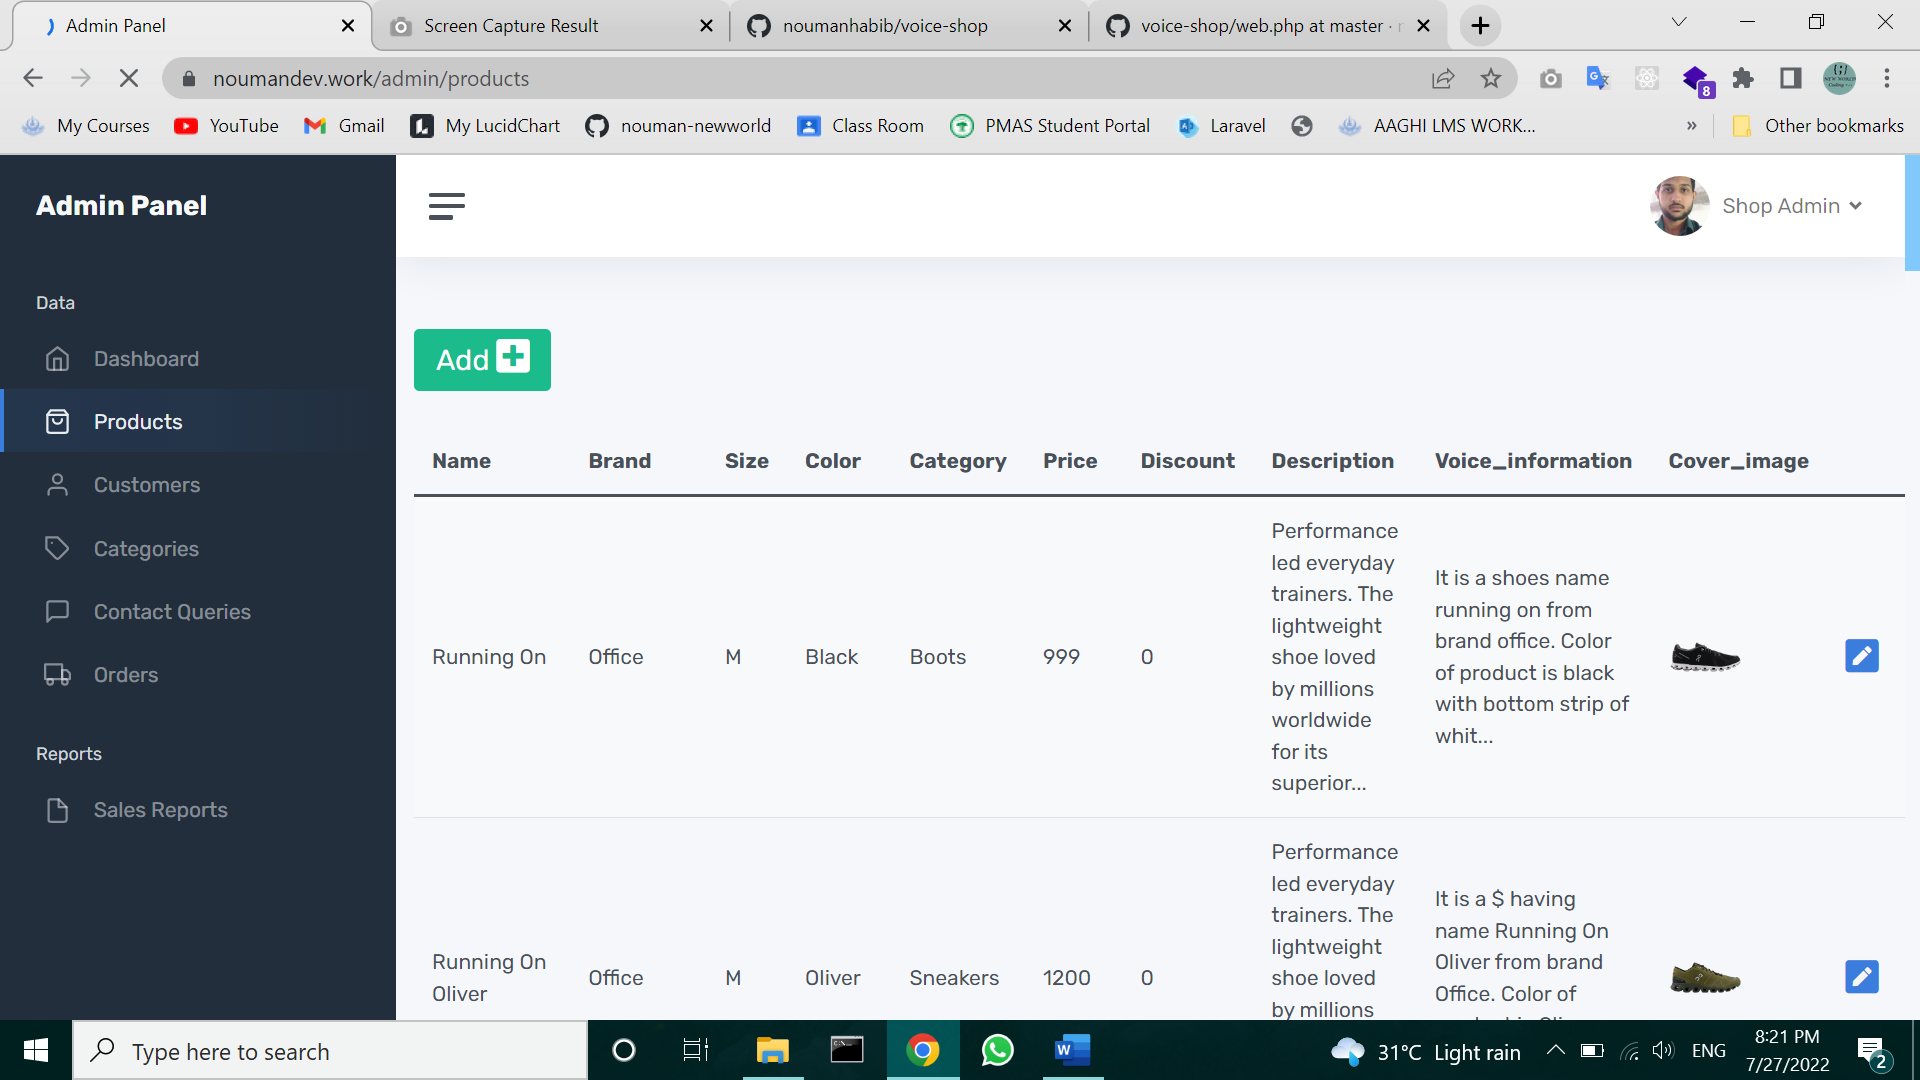 Admin Panel
Screen Capture Result
noumanhabib/voice-shop
voice-shop/web.php at master ·
noumandev.work/admin/products
8
My Courses
YouTube
Gmail
My LucidChart
nouman-newworld
Class Room
PMAS Student Portal
Laravel
AAGHI LMS WORK...
»
Other bookmarks
Admin Panel
Shop Admin
Data
Dashboard
Products
Customers
Categories
Contact Queries
Orders
Reports
Sales Reports
Add
Name Brand Size Color Category Price Discount Description Voice_information Cover_image
Running On Office M Black Boots 999 0
Performance
led everyday
trainers. The
lightweight
shoe loved
by millions
worldwide
for its
superior...
It is a shoes name
running on from
brand office. Color
of product is black
with bottom strip of
whit...
Running On
Oliver
Office M Oliver Sneakers 1200 0
Performance
led everyday
trainers. The
lightweight
shoe loved
by millions
It is a $ having
name Running On
Oliver from brand
Office. Color of
Type here to search
31°C Light rain
ENG
8:21 PM
7/27/2022
2